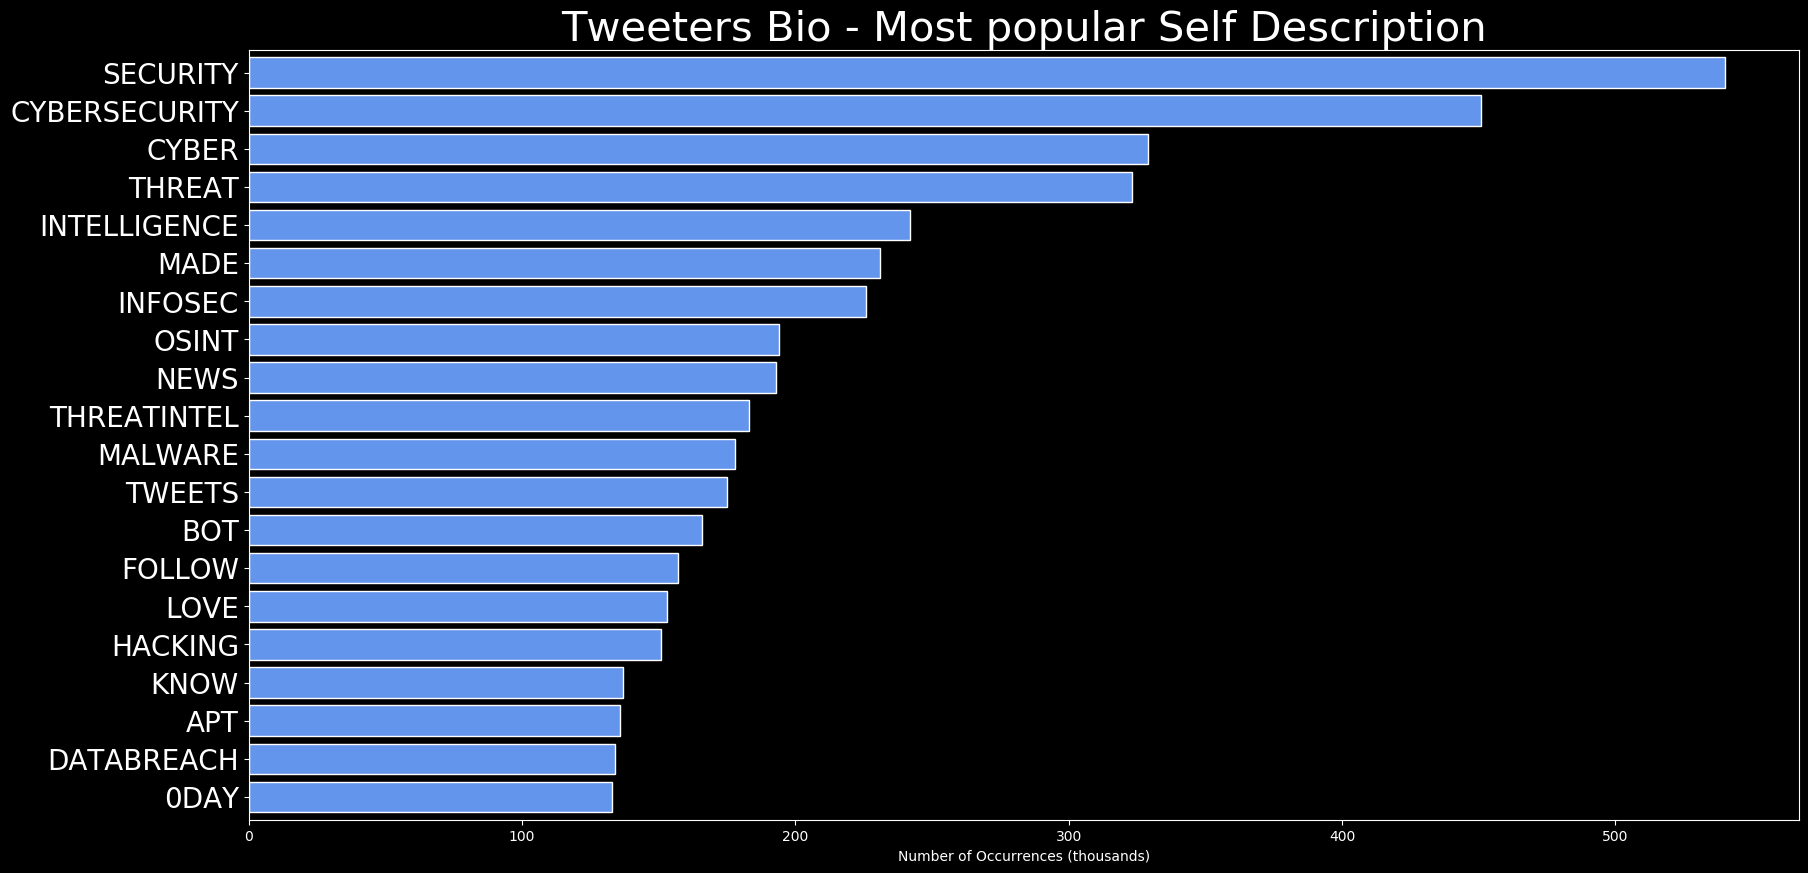 Tweeters Bio - Most popular Self Description
SECURITY
CYBERSECURITY
CYBER
THREAT
INTELLIGENCE
MADE
INFOSEC
OSINT
NEWS
THREATINTEL
MALWARE
TWEETS
BOT
FOLLOW
LOVE
HACKING
KNOW
APT
DATABREACH
0DAY
0 100 200 300 400 500
Number of Occurrences (thousands)